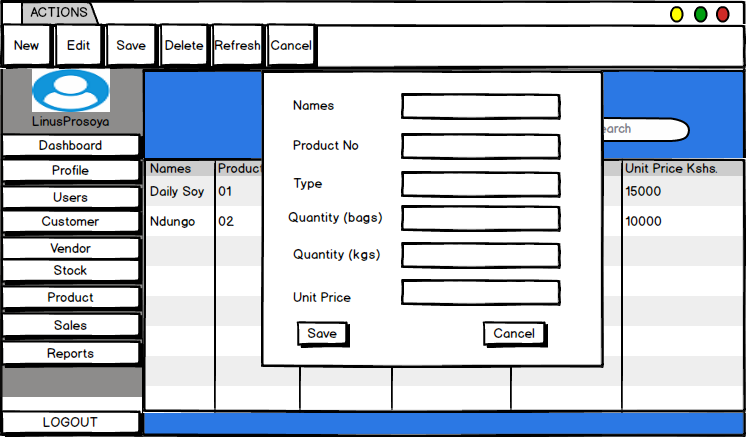 ACTIONS
New Edit Save Delete Refresh Cancel
LinusProsoya
Dashboard
Profile
Users
Customer
Vendor
Stock
Product
Sales
Reports
LOGOUT
earch
Names Product Unit Price Kshs.
Daily Soy 01 15000
Ndungo 02 10000
Names
Product No
Type
Quantity (bags)
Quantity (kgs)
Unit Price
Save Cancel